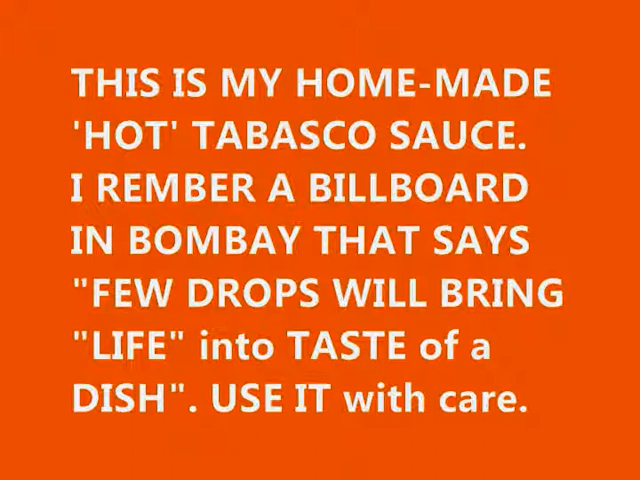 THIS IS MY HOME-MADE
'HOT' TABASCO SAUCE.
I REMBER A BILLBOARD
IN BOMBAY THAT SAYS
"FEW DROPS WILL BRING
"LIFE" into TASTE of a
DISH". USE IT with care.